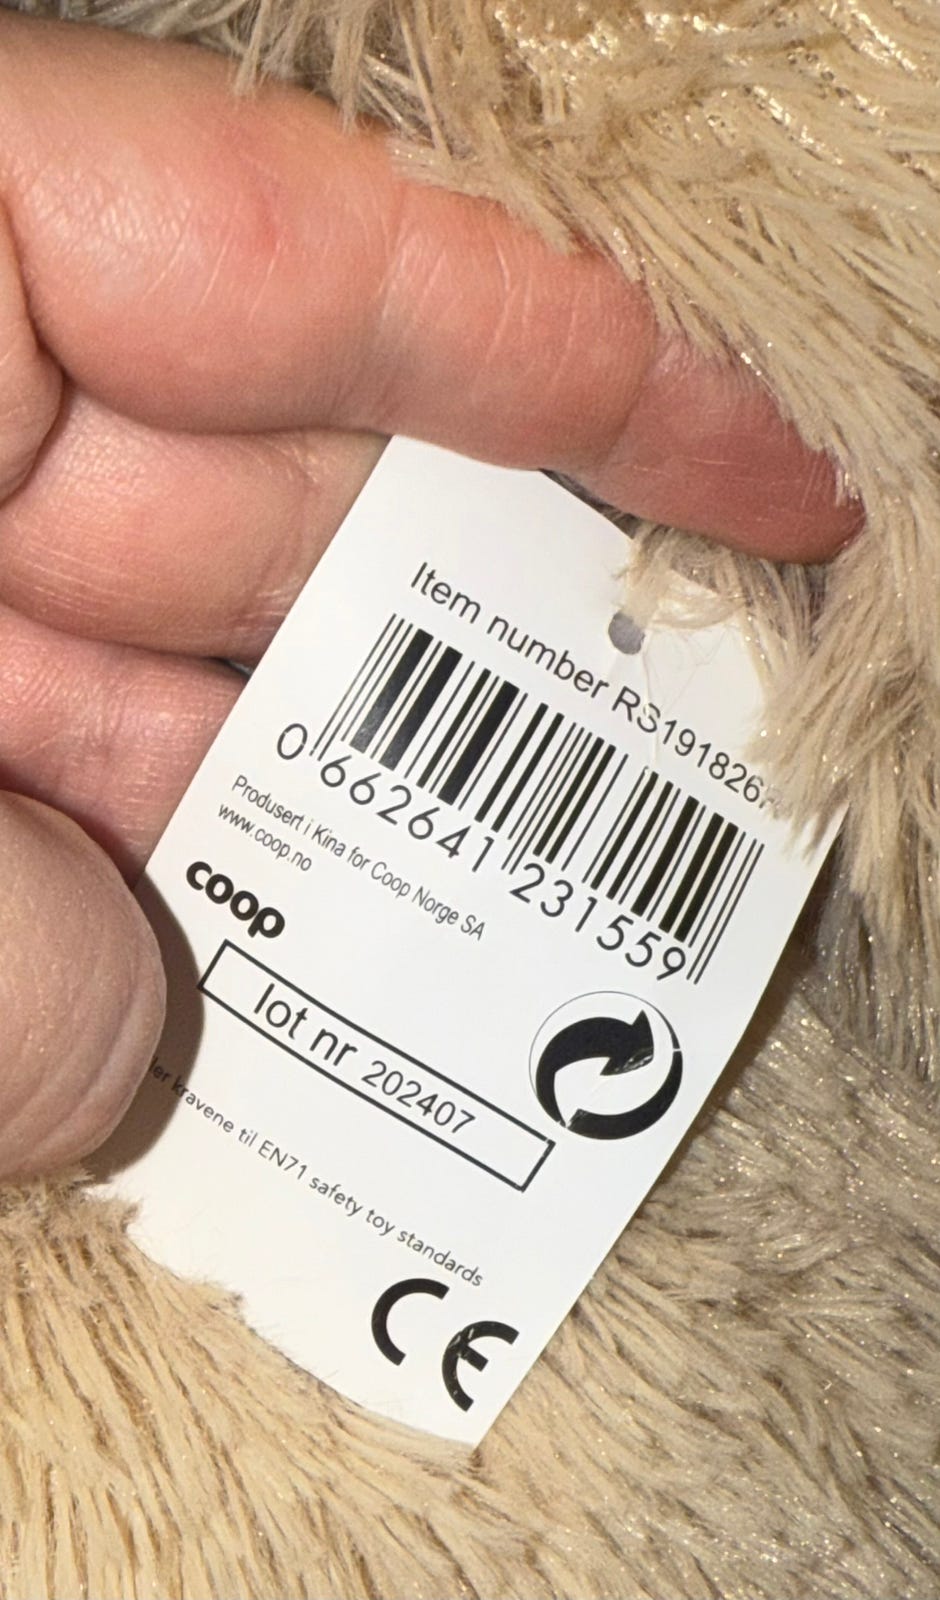 Item number RS191826
0 662641 231559
Produsert i Kina for Coop Norge SA
www.coop.no
coop
lot nr 202407
kravene til EN71 safety toy standards
CE